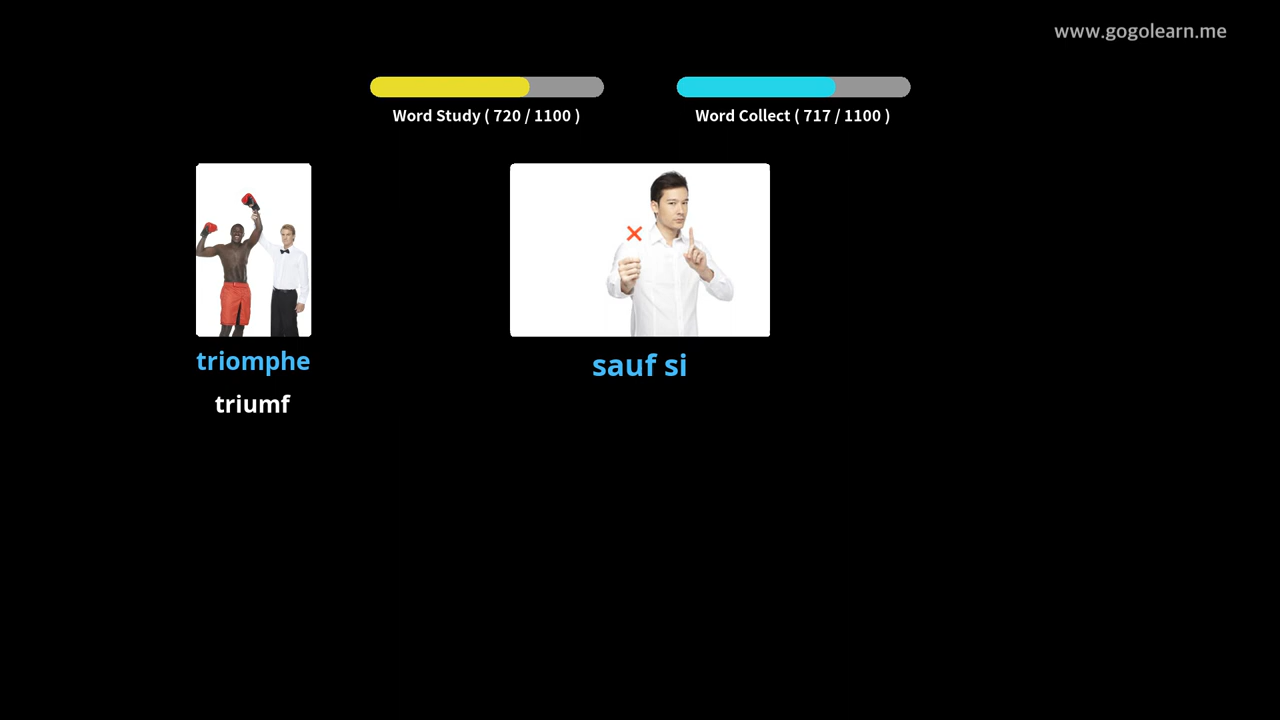 www.gogolearn.me
Word Study ( 720 / 1100 )
Word Collect ( 717 / 1100 )
triomphe
triumf
sauf si